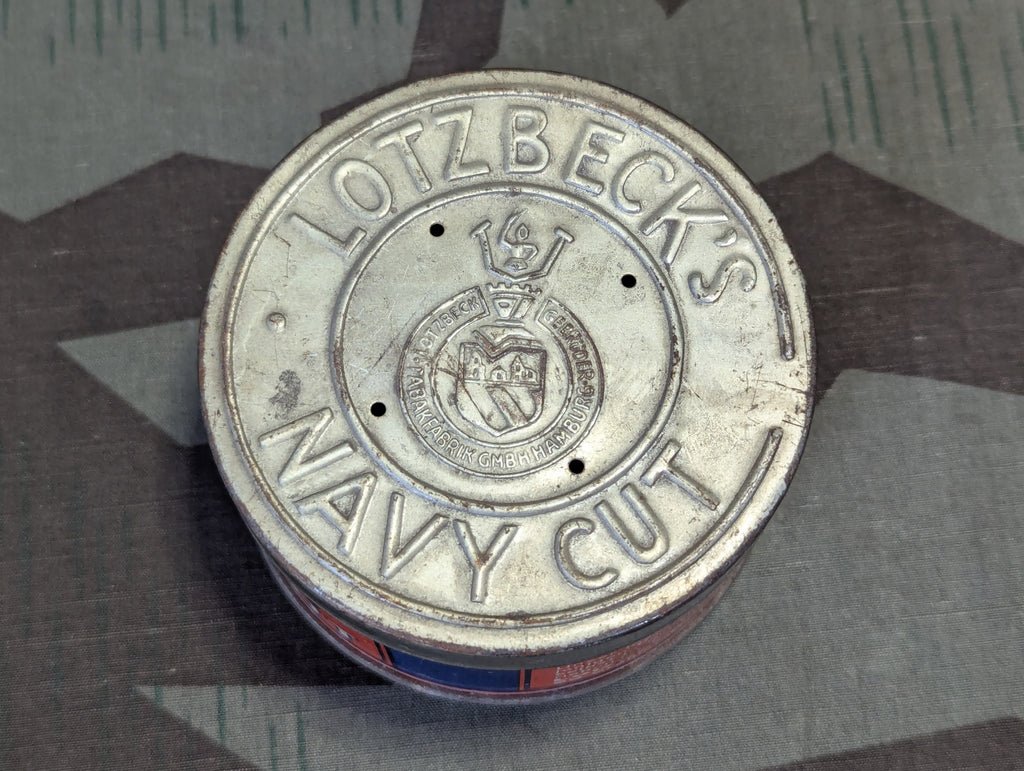 LOTZBECK'S
NAVY CUT
LOTZBECK GEBRÜDER
TABAKFABRIK GMBH HAMBURG